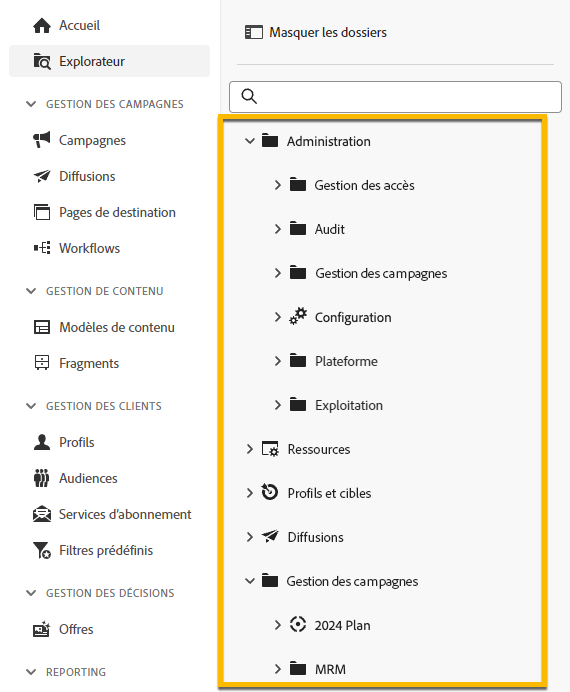 Accueil
Explorateur
GESTION DES CAMPAGNES
Campagnes
Diffusions
Pages de destination
Workflows
GESTION DE CONTENU
Modèles de contenu
Fragments
GESTION DES CLIENTS
Profils
Audiences
Services d'abonnement
Filtres prédéfinis
GESTION DES DÉCISIONS
Offres
REPORTING
Masquer les dossiers
Administration
Gestion des accès
Audit
Gestion des campagnes
Configuration
Plateforme
Exploitation
Ressources
Profils et cibles
Diffusions
Gestion des campagnes
2024 Plan
MRM